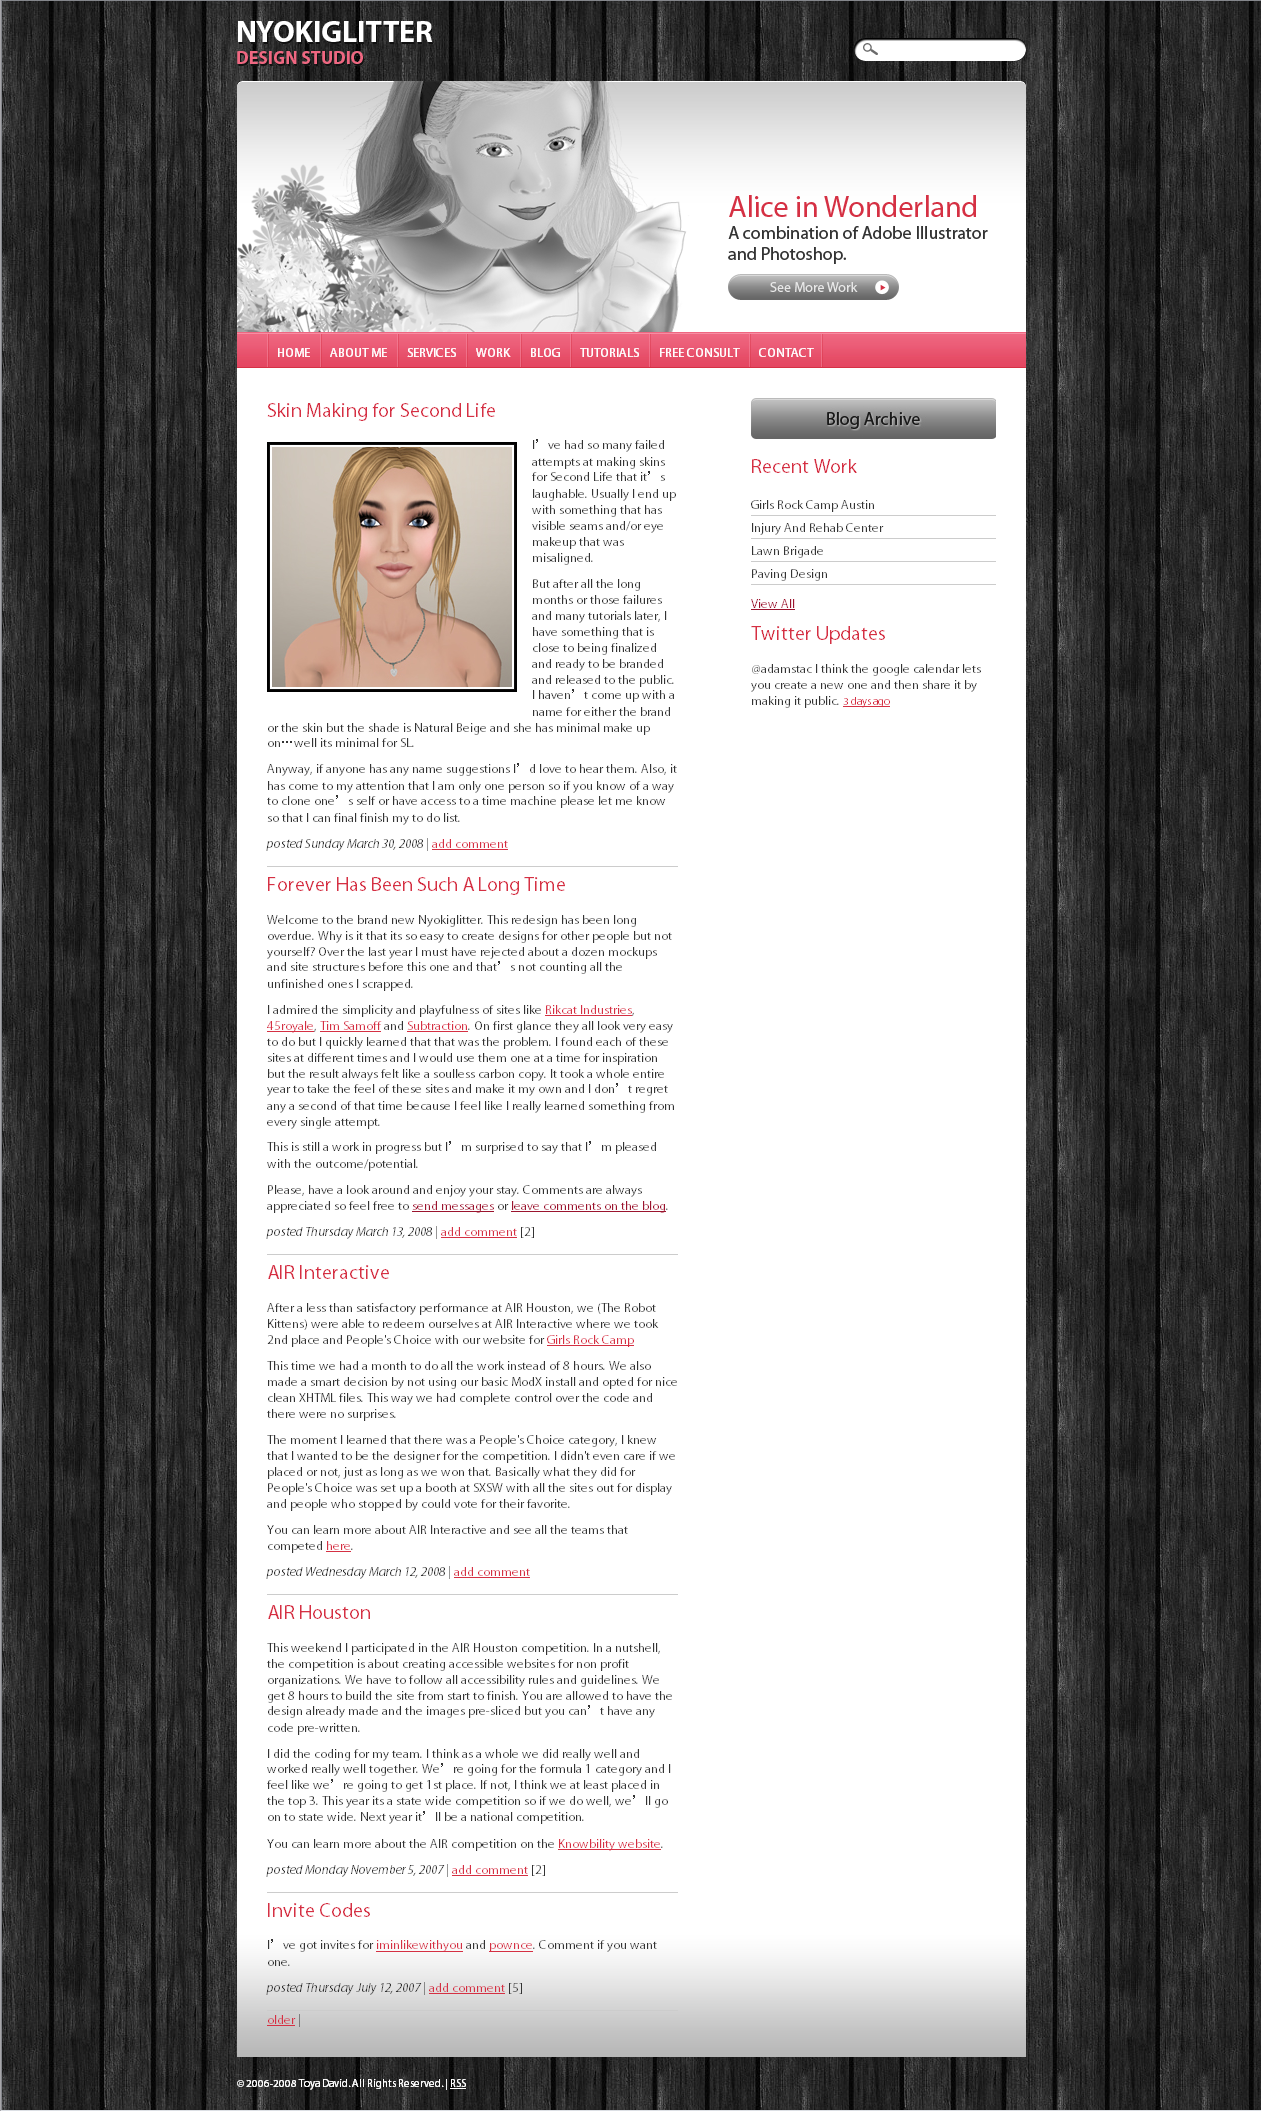 NYOKIGLITTER
DESIGN STUDIO
Alice in Wonderland
A combination of Adobe Illustrator
and Photoshop.
See More Work
HOME ABOUT ME SERVICES WORK BLOG TUTORIALS FREE CONSULT CONTACT
Skin Making for Second Life
I’ve had so many failed
attempts at making skins
for Second Life that it’s
laughable. Usually I end up
with something that has
visible seams and/or eye
makeup that was
misaligned.
But after all the long
months or those failures
and many tutorials later, I
have something that is
close to being finalized
and ready to be branded
and released to the public.
I haven’t come up with a
name for either the brand
or the skin but the shade is Natural Beige and she has minimal make up
on…well its minimal for SL.
Anyway, if anyone has any name suggestions I’d love to hear them. Also, it
has come to my attention that I am only one person so if you know of a way
to clone one’s self or have access to a time machine please let me know
so that I can final finish my to do list.
posted Sunday March 30, 2008 | add comment
Forever Has Been Such A Long Time
Welcome to the brand new Nyokiglitter. This redesign has been long
overdue. Why is it that its so easy to create designs for other people but not
yourself? Over the last year I must have rejected about a dozen mockups
and site structures before this one and that’s not counting all the
unfinished ones I scrapped.
I admired the simplicity and playfulness of sites like Rikcat Industries,
45royale, Tim Samoff and Subtraction. On first glance they all look very easy
to do but I quickly learned that that was the problem. I found each of these
sites at different times and I would use them one at a time for inspiration
but the result always felt like a soulless carbon copy. It took a whole entire
year to take the feel of these sites and make it my own and I don’t regret
any a second of that time because I feel like I really learned something from
every single attempt.
This is still a work in progress but I’m surprised to say that I’m pleased
with the outcome/potential.
Please, have a look around and enjoy your stay. Comments are always
appreciated so feel free to send messages or leave comments on the blog.
posted Thursday March 13, 2008 | add comment [2]
AIR Interactive
After a less than satisfactory performance at AIR Houston, we (The Robot
Kittens) were able to redeem ourselves at AIR Interactive where we took
2nd place and People's Choice with our website for Girls Rock Camp
This time we had a month to do all the work instead of 8 hours. We also
made a smart decision by not using our basic ModX install and opted for nice
clean XHTML files. This way we had complete control over the code and
there were no surprises.
The moment I learned that there was a People's Choice category, I knew
that I wanted to be the designer for the competition. I didn't even care if we
placed or not, just as long as we won that. Basically what they did for
People's Choice was set up a booth at SXSW with all the sites out for display
and people who stopped by could vote for their favorite.
You can learn more about AIR Interactive and see all the teams that
competed here.
posted Wednesday March 12, 2008 | add comment
AIR Houston
This weekend I participated in the AIR Houston competition. In a nutshell,
the competition is about creating accessible websites for non profit
organizations. We have to follow all accessibility rules and guidelines. We
get 8 hours to build the site from start to finish. You are allowed to have the
design already made and the images pre-sliced but you can’t have any
code pre-written.
I did the coding for my team. I think as a whole we did really well and
worked really well together. We’re going for the formula 1 category and I
feel like we’re going to get 1st place. If not, I think we at least placed in
the top 3. This year its a state wide competition so if we do well, we’ll go
on to state wide. Next year it’ll be a national competition.
You can learn more about the AIR competition on the Knowbility website.
posted Monday November 5, 2007 | add comment [2]
Invite Codes
I’ve got invites for iminlikewithyou and pownce. Comment if you want
one.
posted Thursday July 12, 2007 | add comment [5]
older |
Blog Archive
Recent Work
Girls Rock Camp Austin
Injury And Rehab Center
Lawn Brigade
Paving Design
View All
Twitter Updates
@adamstac I think the google calendar lets
you create a new one and then share it by
making it public. 3 days ago
© 2006-2008 Toya David. All Rights Reserved. | RSS